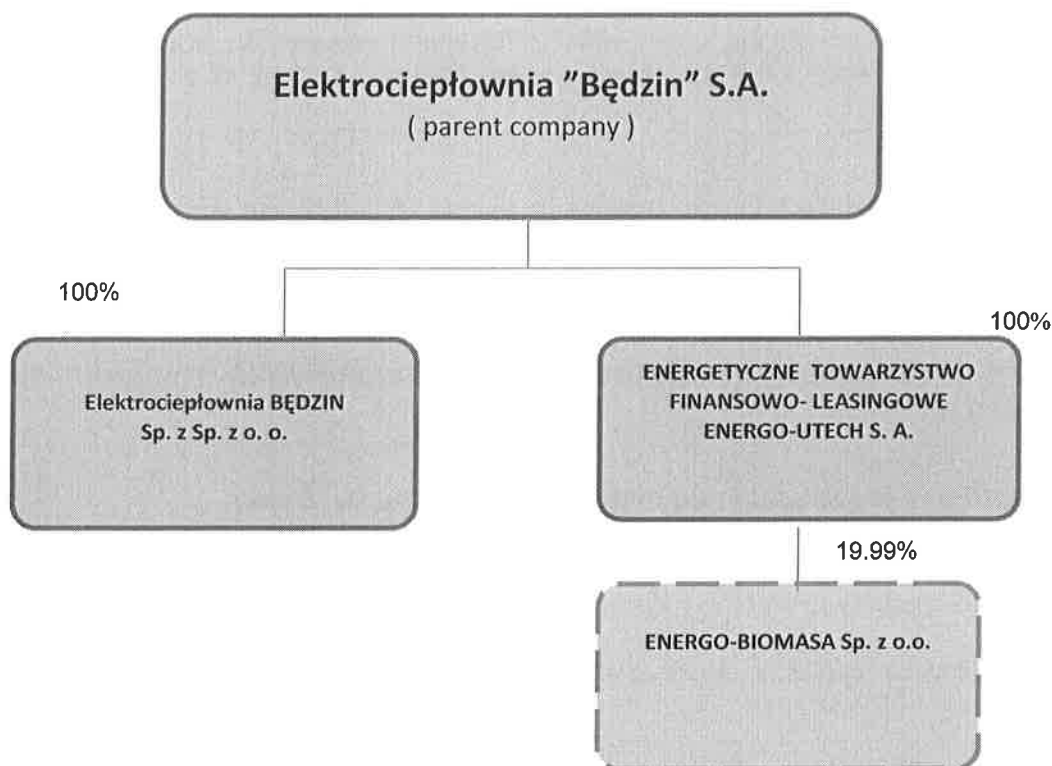 Elektrociepłownia ”Będzin” S.A.
( parent company )
100%
100%
Elektrociepłownia BĘDZIN
Sp. z Sp. z o. o.
ENERGETYCZNE TOWARZYSTWO
FINANSOWO- LEASINGOWE
ENERGO-UTECH S. A.
19.99%
ENERGO-BIOMASA Sp. z o.o.